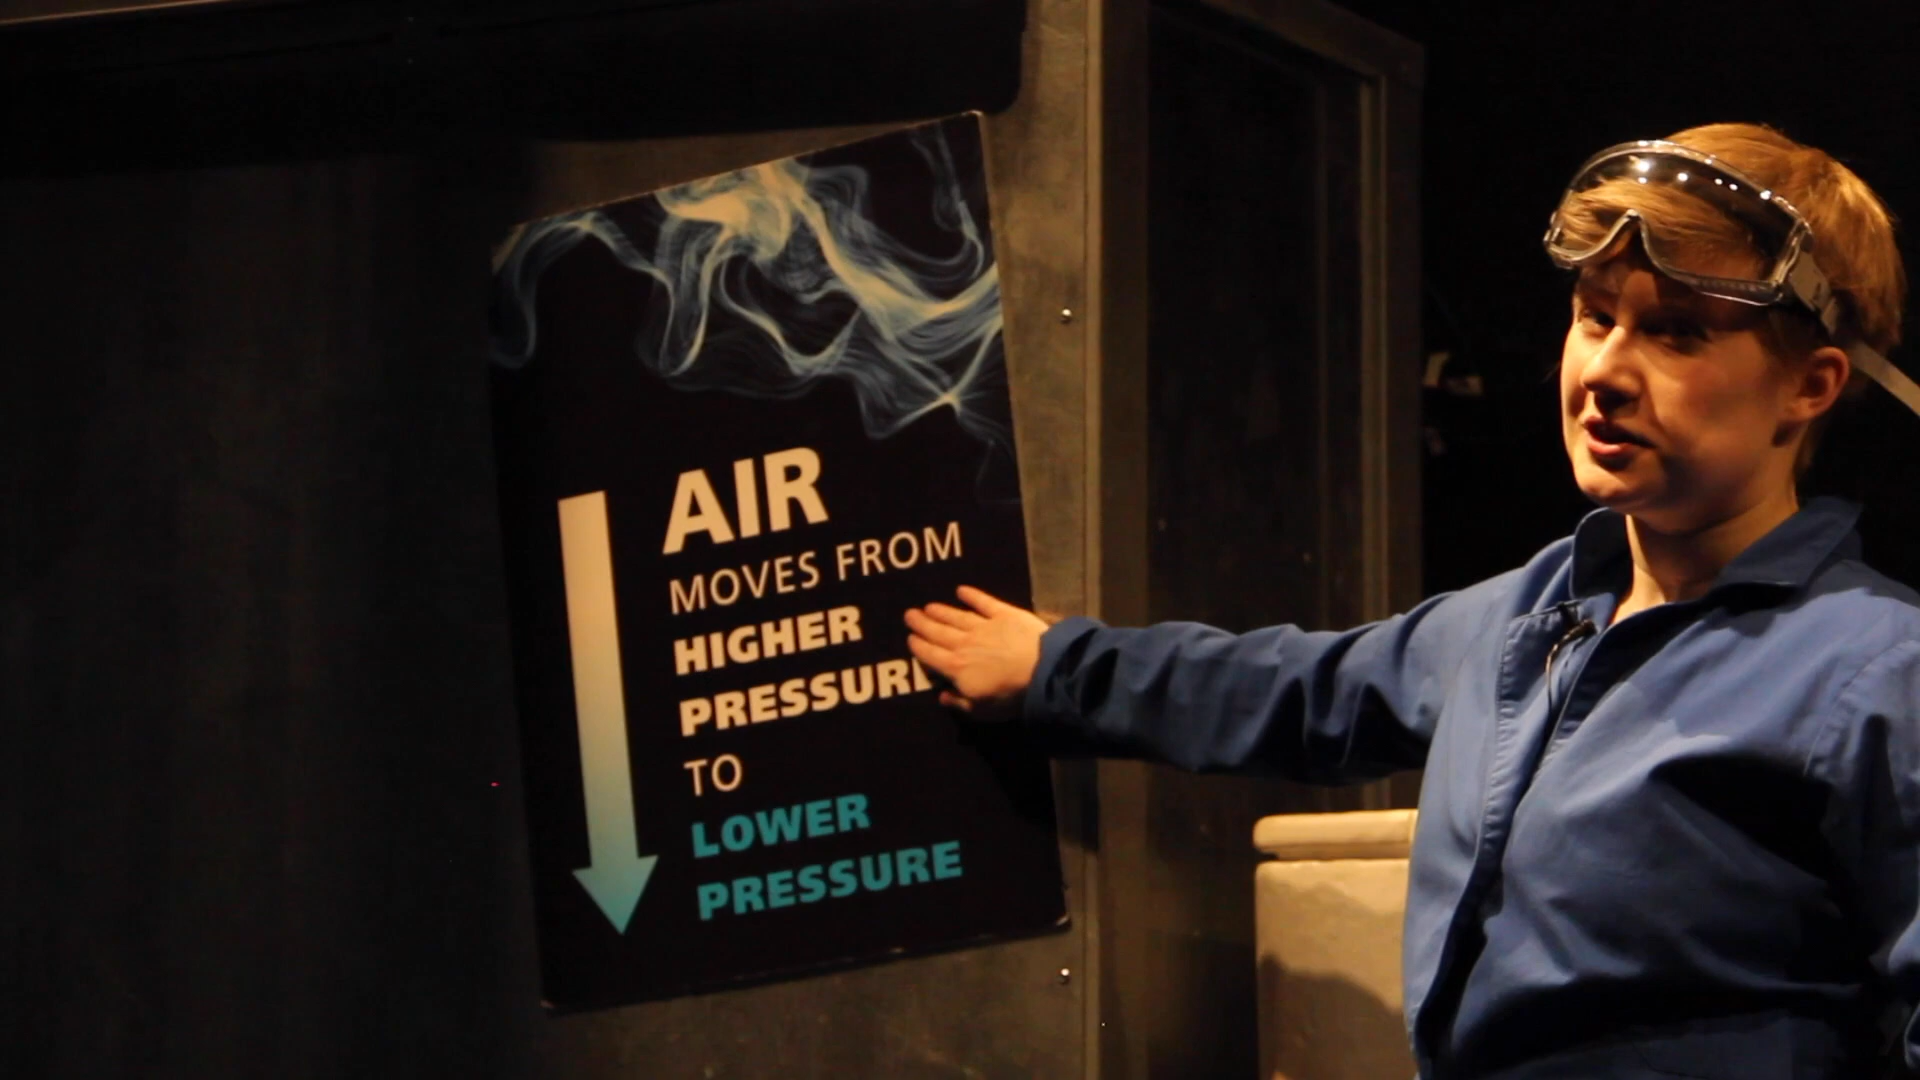 AIR
MOVES FROM
HIGHER
PRESSURE
TO
LOWER
PRESSURE